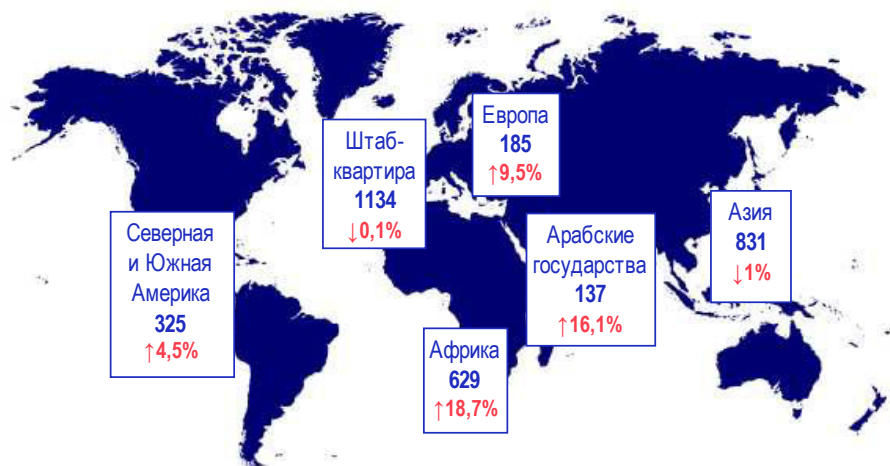 Европа
185
↑9,5%
Штаб-
квартира
1134
↓0,1%
Северная
и Южная
Америка
325
↑4,5%
Арабские
государства
137
↑16,1%
Азия
831
↓1%
Африка
629
↑18,7%